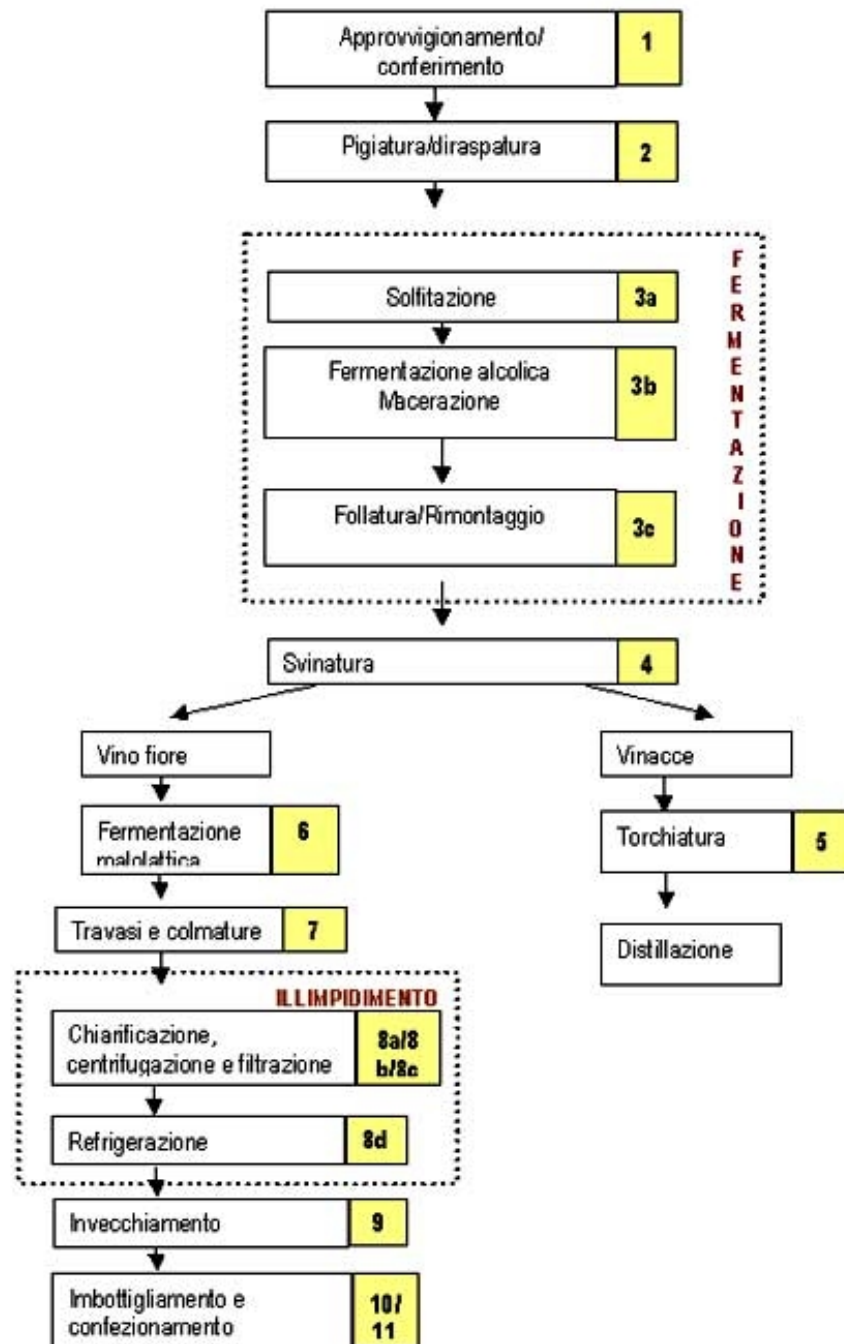 Approvvigionamento/
conferimento
1
Pigiatura/diraspatura
2
FERMENTAZIONE
Solfitazione
3a
Fermentazione alcolica
Macerazione
3b
Follatura/Rimontaggio
3c
Svinatura
4
Vino fiore
Vinacce
Fermentazione
malolattica
6
Torchiatura
5
Travasi e colmature
7
Distillazione
ILLIMPIDIMENTO
Chiarificazione,
centrifugazione e filtrazione
8a/8
b/8c
Refrigerazione
8d
Invecchiamento
9
Imbottigliamento e
confezionamento
10/
11